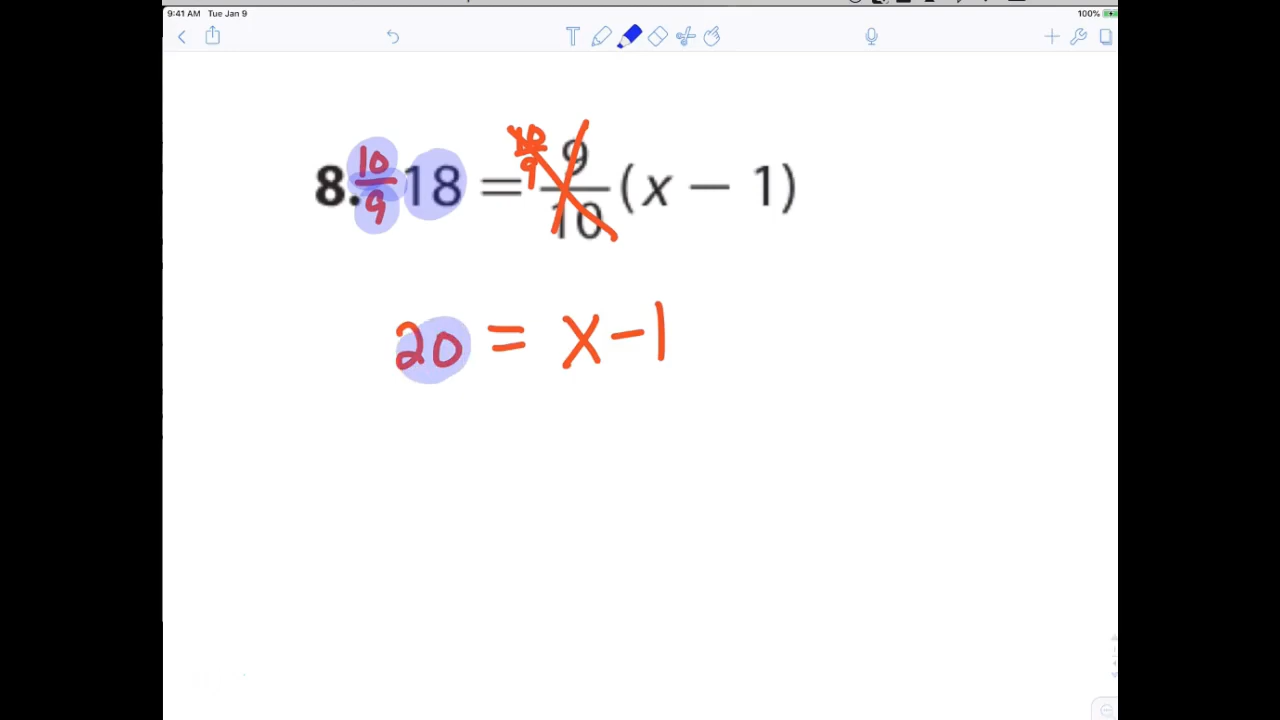 9:41 AM Tue Jan 9 100%
T
8. 10/9 18 = 10/9 9/10 (x − 1)
20 = x − 1